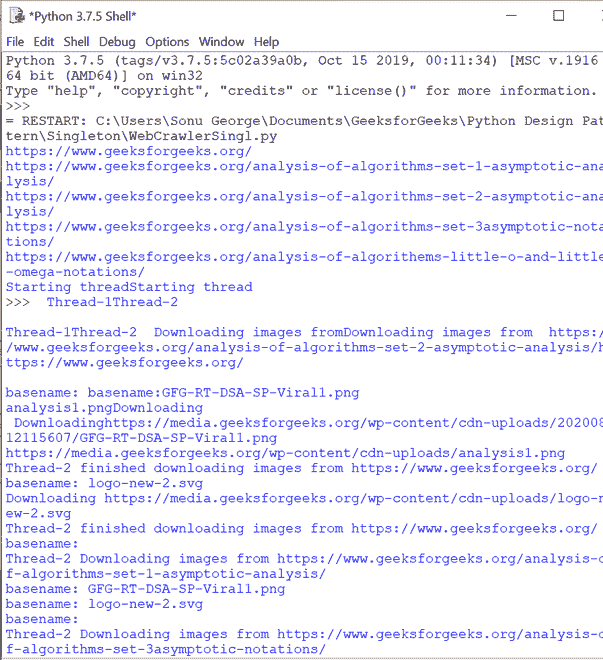 *Python 3.7.5 Shell*
File Edit Shell Debug Options Window Help
Python 3.7.5 (tags/v3.7.5:5c02a39a0b, Oct 15 2019, 00:11:34) [MSC v.1916
64 bit (AMD64)] on win32
Type "help", "copyright", "credits" or "license()" for more information.
>>>
= RESTART: C:\Users\Sonu George\Documents\GeeksforGeeks\Python Design Pat
tern\Singleton\WebCrawlerSingl.py
https://www.geeksforgeeks.org/
https://www.geeksforgeeks.org/analysis-of-algorithms-set-1-asymptotic-ana
lysis/
https://www.geeksforgeeks.org/analysis-of-algorithms-set-2-asymptotic-ana
lysis/
https://www.geeksforgeeks.org/analysis-of-algorithms-set-3asymptotic-nota
tions/
https://www.geeksforgeeks.org/analysis-of-algorithems-little-o-and-little
-omega-notations/
Starting threadStarting thread
>>>  Thread-1Thread-2
Thread-1Thread-2  Downloading images fromDownloading images from  https:/
/www.geeksforgeeks.org/analysis-of-algorithms-set-2-asymptotic-analysis/h
ttps://www.geeksforgeeks.org/
basename: basename:GFG-RT-DSA-SP-Viral1.png
analysis1.pngDownloading
 Downloadinghttps://media.geeksforgeeks.org/wp-content/cdn-uploads/202008
12115607/GFG-RT-DSA-SP-Viral1.png
https://media.geeksforgeeks.org/wp-content/cdn-uploads/analysis1.png
Thread-2 finished downloading images from https://www.geeksforgeeks.org/
basename: logo-new-2.svg
Downloading https://media.geeksforgeeks.org/wp-content/cdn-uploads/logo-n
ew-2.svg
Thread-2 finished downloading images from https://www.geeksforgeeks.org/
basename:
Thread-2 Downloading images from https://www.geeksforgeeks.org/analysis-o
f-algorithms-set-1-asymptotic-analysis/
basename: GFG-RT-DSA-SP-Viral1.png
basename: logo-new-2.svg
basename:
Thread-2 Downloading images from https://www.geeksforgeeks.org/analysis-o
f-algorithms-set-3asymptotic-notations/